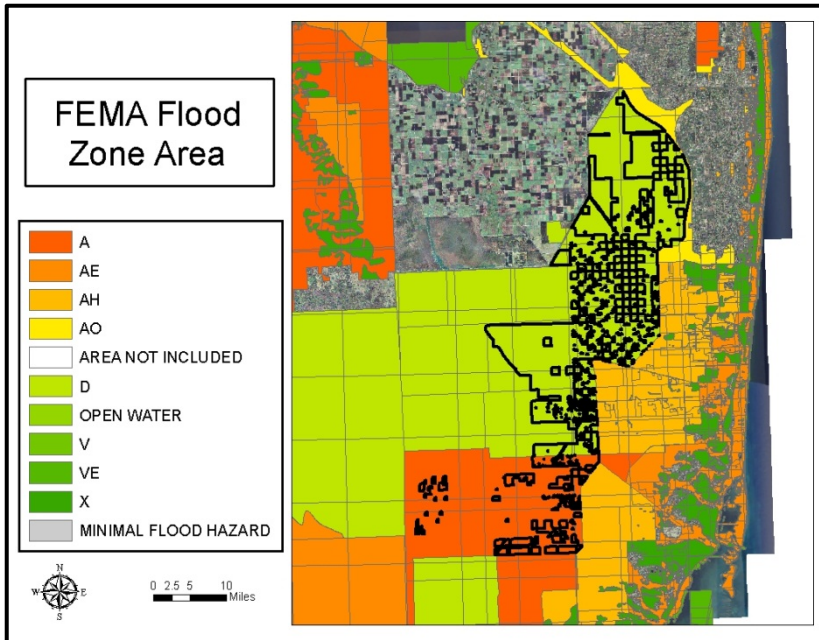 FEMA Flood
Zone Area
A
AE
AH
AO
AREA NOT INCLUDED
D
OPEN WATER
V
VE
X
MINIMAL FLOOD HAZARD
N
W E
S
0 2.5 5 10
Miles